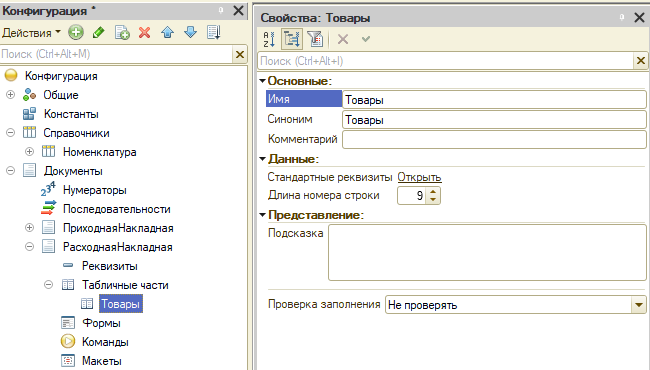 Конфигурация *
Действия
Поиск (Ctrl+Alt+M)
Конфигурация
Общие
Константы
Справочники
Номенклатура
Документы
Нумераторы
Последовательности
ПриходнаяНакладная
РасходнаяНакладная
Реквизиты
Табличные части
Товары
Формы
Команды
Макеты
Свойства: Товары
Поиск (Ctrl+Alt+I)
Основные:
Имя Товары
Синоним Товары
Комментарий
Данные:
Стандартные реквизиты Открыть
Длина номера строки 9
Представление:
Подсказка
Проверка заполнения Не проверять